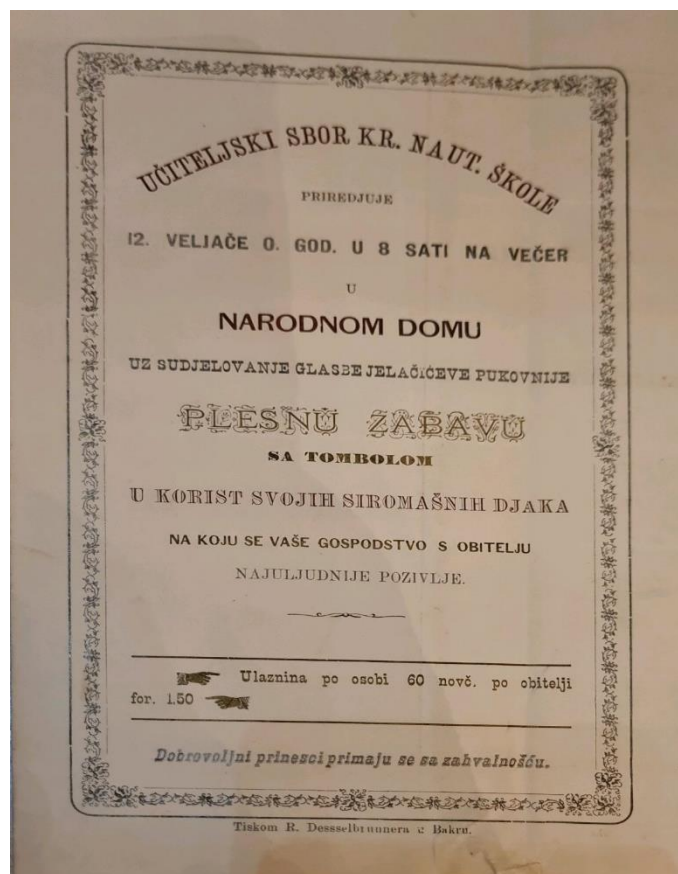 UČITELJSKI SBOR KR. NAUT. ŠKOLE
PRIREDJUJE
12. VELJAČE O. GOD. U 8 SATI NA VEČER
U
NARODNOM DOMU
UZ SUDJELOVANJE GLASBE JELAČIĆEVE PUKOVNIJE
PLESNU ZABAVU
SA TOMBOLOM
U KORIST SVOJIH SIROMAŠNIH DJAKA
NA KOJU SE VAŠE GOSPODSTVO S OBITELJU
NAJULJUDNIJE POZIVLJE.
Ulaznina po osobi 60 novč. po obitelji
for. 1.50
Dobrovoljni prinesci primaju se sa zahvalnošću.
Tiskom R. Bakru.